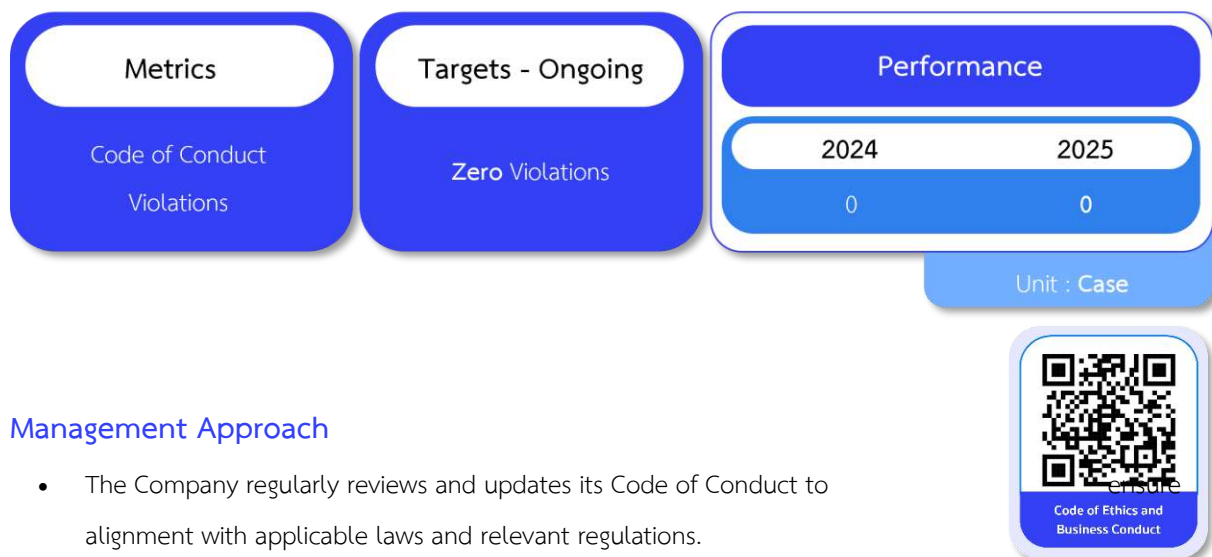 Metrics
Code of Conduct
Violations
Targets - Ongoing
Zero Violations
Performance
2024 2025
0 0
Unit : Case
Management Approach
• The Company regularly reviews and updates its Code of Conduct to ensure
alignment with applicable laws and relevant regulations.
Code of Ethics and
Business Conduct